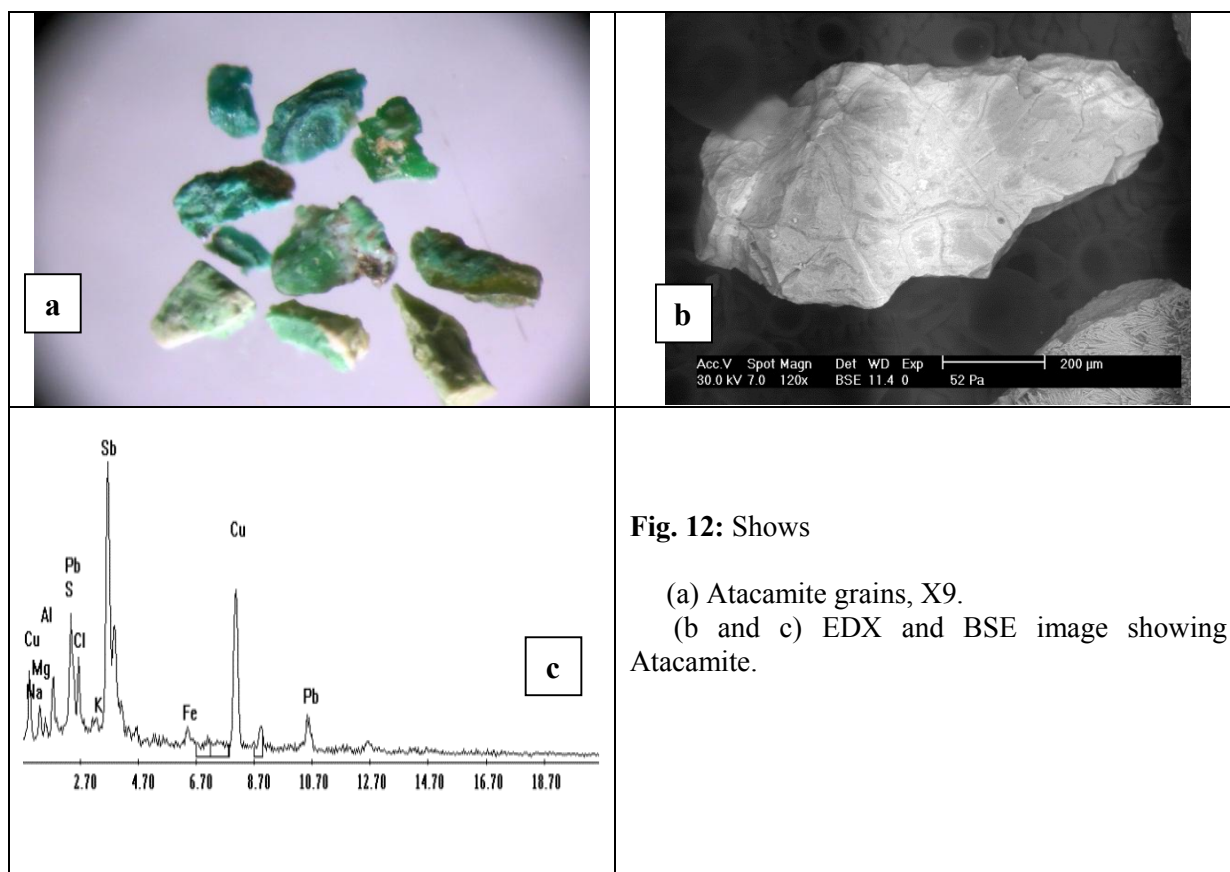 a
b
Acc.V Spot Magn Det WD Exp
200 µm
30.0 kV 7.0 120x BSE 11.4 0 52 Pa
Sb
Cu
Pb
S
Al
Cl
Cu
Mg
Na
K
Fe
Pb
c
2.70 4.70 6.70 8.70 10.70 12.70 14.70 16.70 18.70
Fig. 12: Shows
(a) Atacamite grains, X9.
(b and c) EDX and BSE image showing
Atacamite.